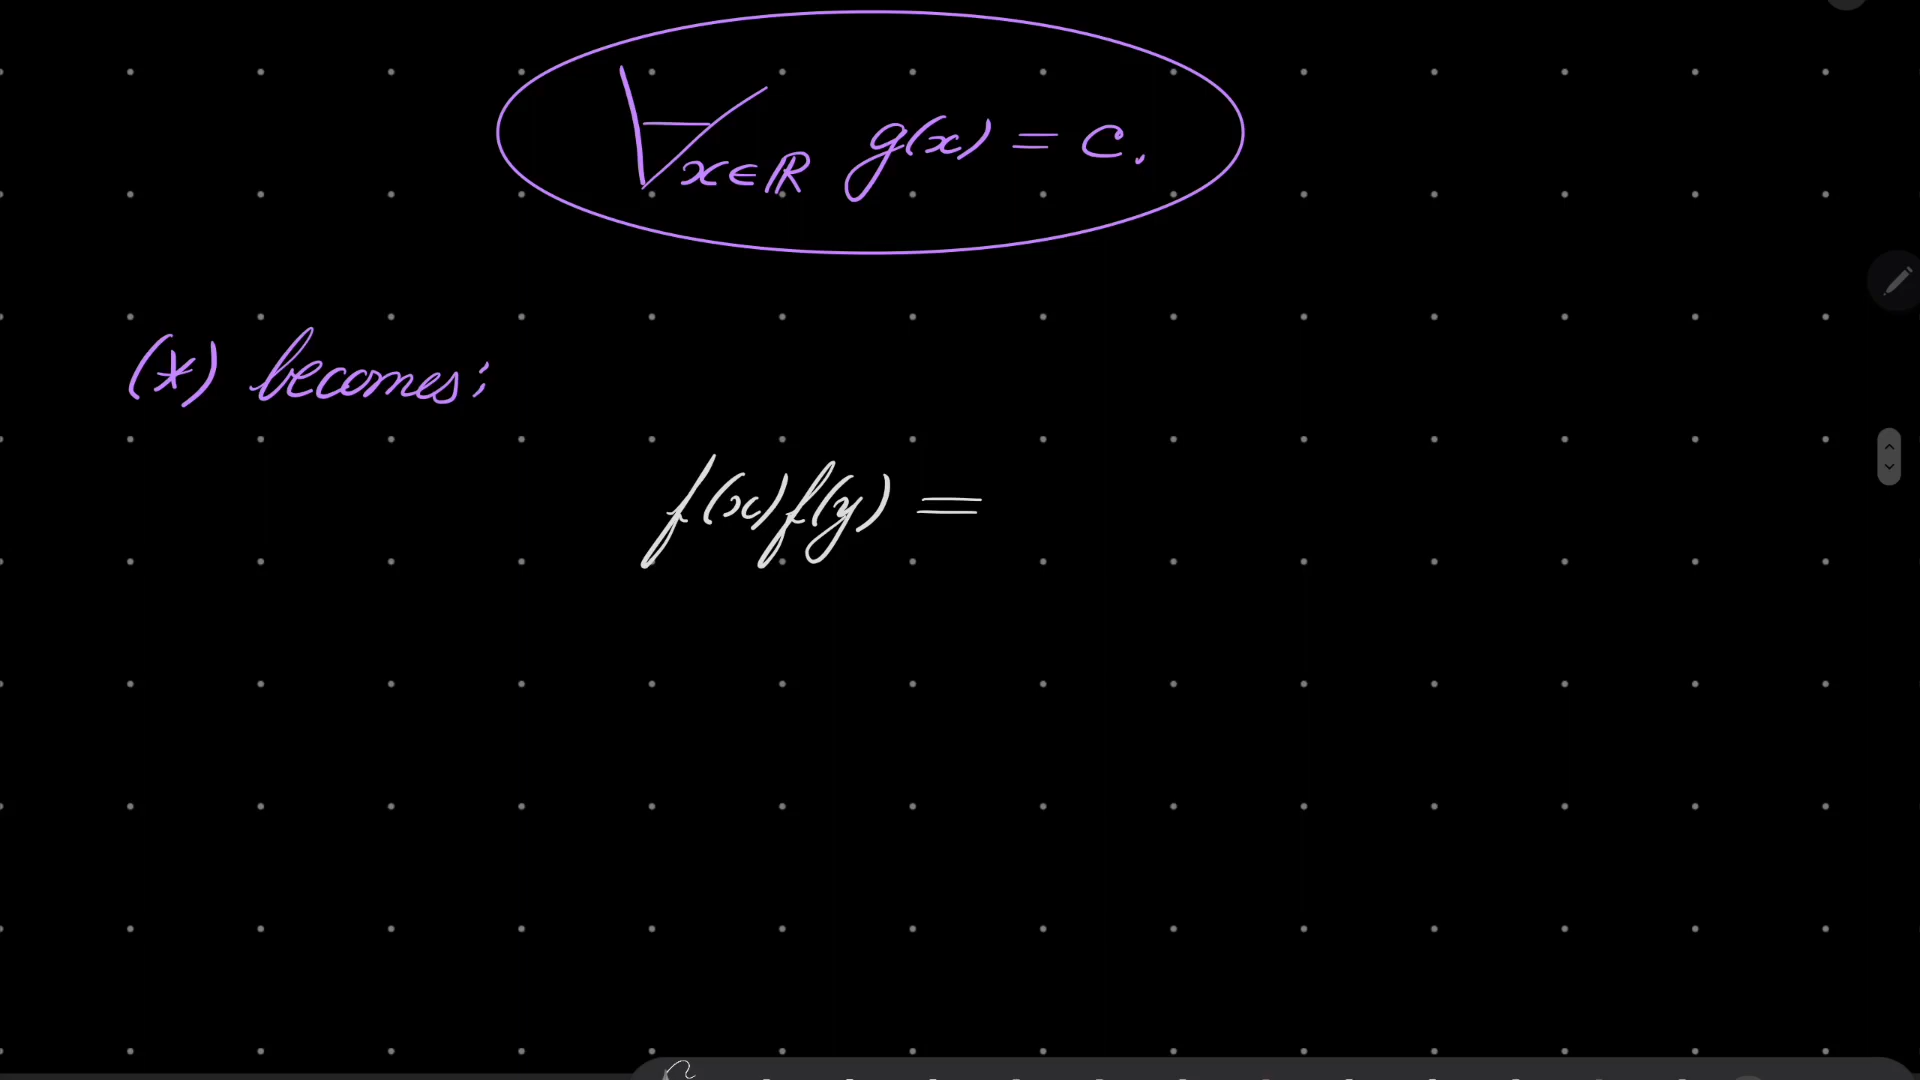 ∀x∈ℝ g(x) = c.
(*) becomes:
f(x)f(y) =